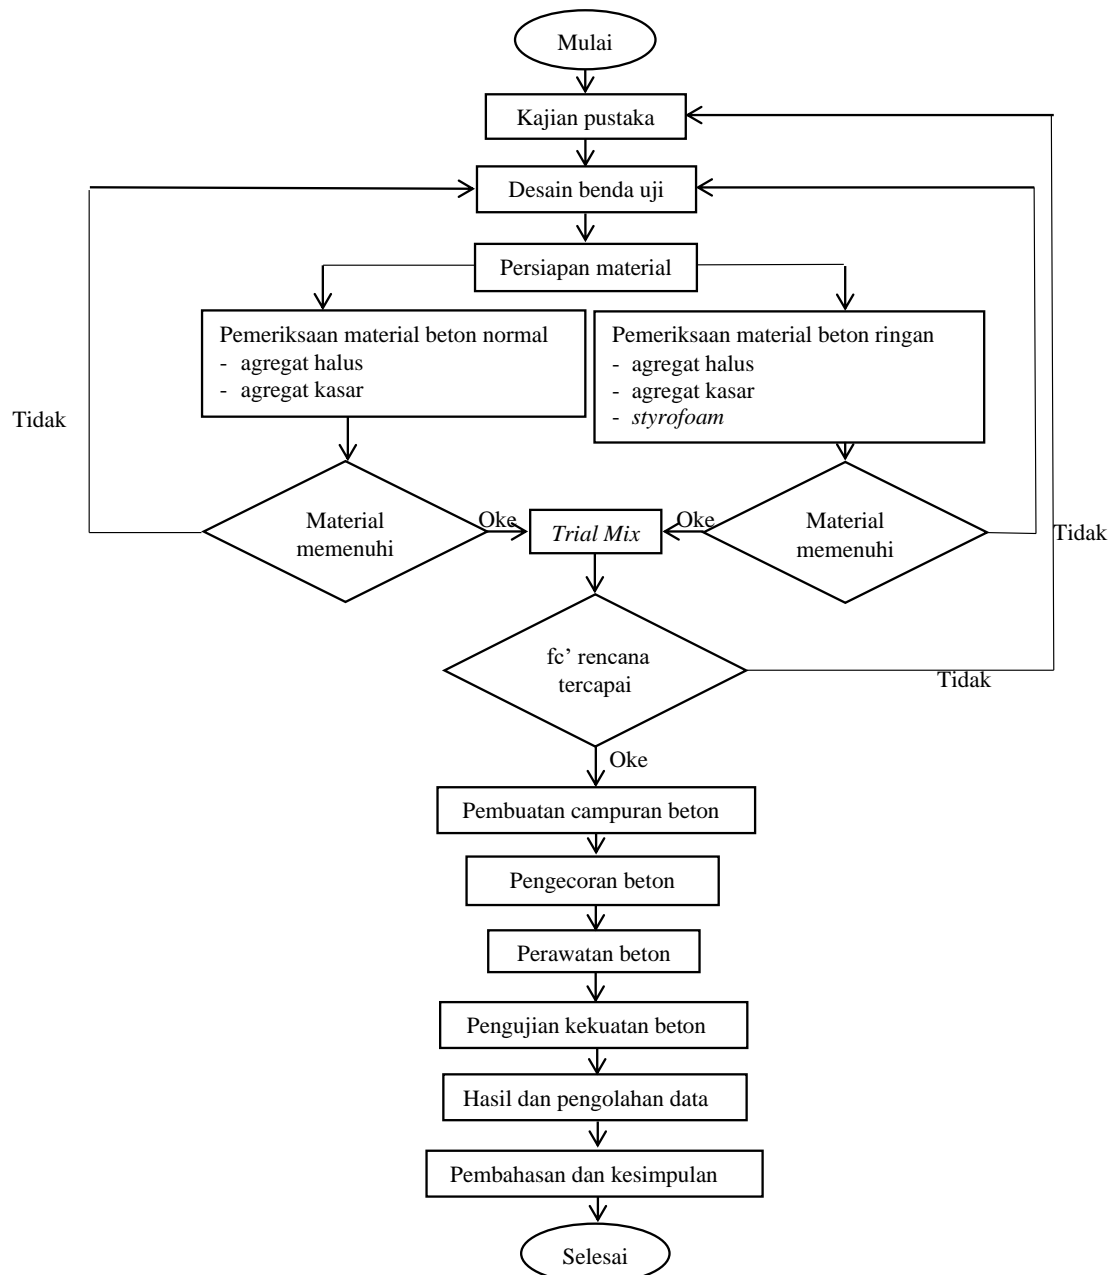 Mulai
Kajian pustaka
Desain benda uji
Persiapan material
Pemeriksaan material beton normal
- agregat halus
- agregat kasar
Pemeriksaan material beton ringan
- agregat halus
- agregat kasar
- styrofoam
Tidak
Material
memenuhi
Oke
Trial Mix
Oke
Material
memenuhi
Tidak
fc’ rencana
tercapai
Tidak
Oke
Pembuatan campuran beton
Pengecoran beton
Perawatan beton
Pengujian kekuatan beton
Hasil dan pengolahan data
Pembahasan dan kesimpulan
Selesai